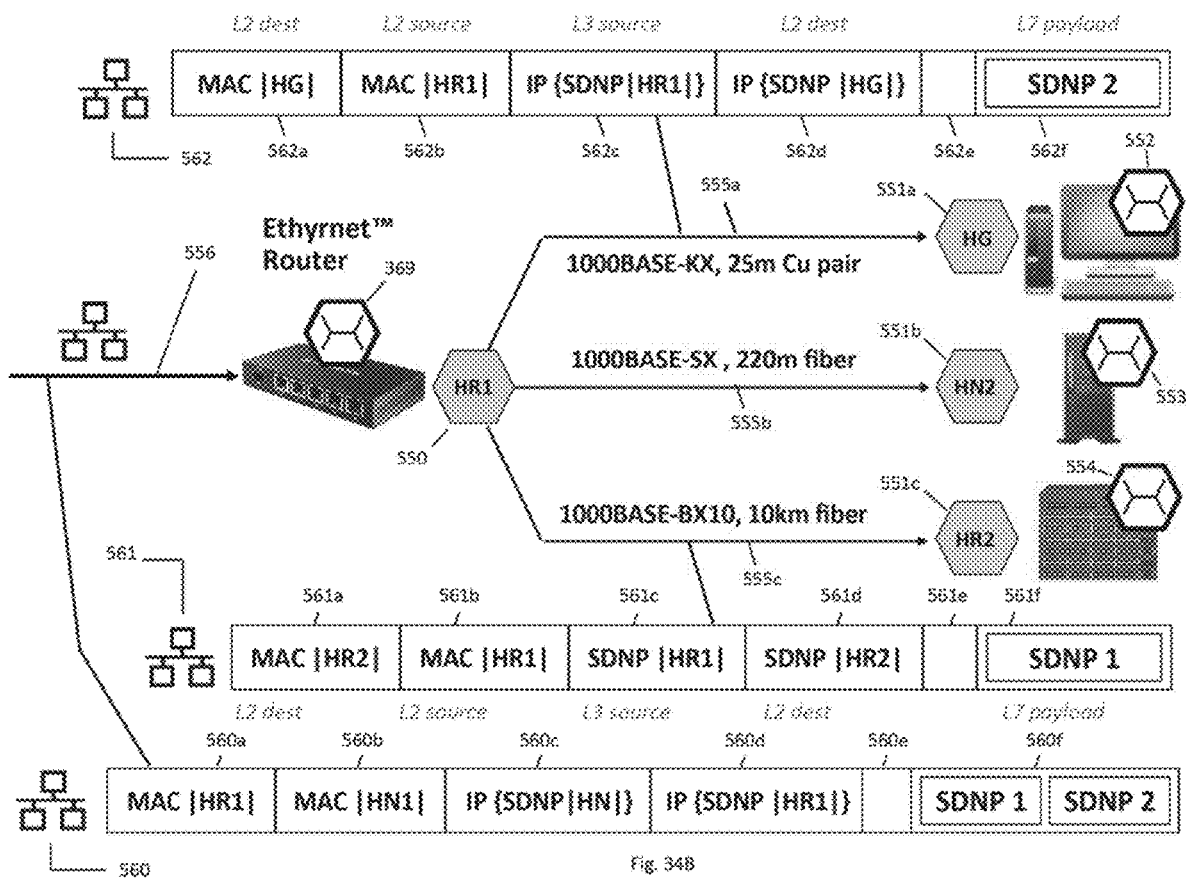 L2 dest L2 source L3 source L2 dest L7 payload
MAC |HG| MAC |HR1| IP {SDNP|HR1|} IP {SDNP |HG|} SDNP 2
562 562a 562b 562c 562d 562e 562f
552
555a 551a
Ethyrnet™
Router
556 369
HG
1000BASE-KX, 25m Cu pair
551b
1000BASE-SX , 220m fiber
HR1 HN2
555b 553
550
551c 554
1000BASE-BX10, 10km fiber
HR2
561 555c
561a 561b 561c 561d 561e 561f
MAC |HR2| MAC |HR1| SDNP |HR1| SDNP |HR2| SDNP 1
L2 dest L2 source L3 source L2 dest L7 payload
560a 560b 560c 560d 560e 560f
MAC |HR1| MAC |HN1| IP {SDNP|HN|} IP {SDNP |HR1|} SDNP 1 SDNP 2
560
Fig. 34B